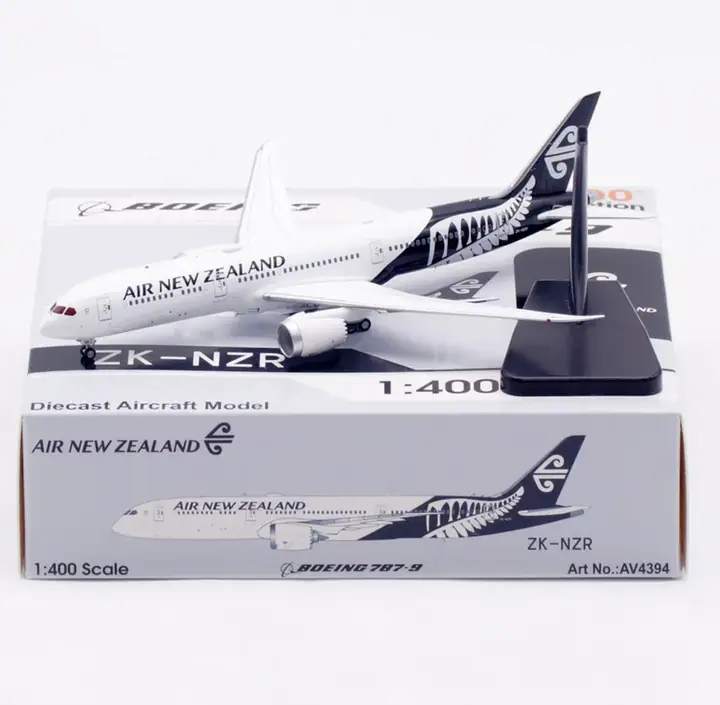 BOEING
AIR NEW ZEALAND
ZK-NZR
1:400
Diecast Aircraft Model
AIR NEW ZEALAND
AIR NEW ZEALAND
ZK-NZR
1:400 Scale
BOEING 787-9
Art No.:AV4394